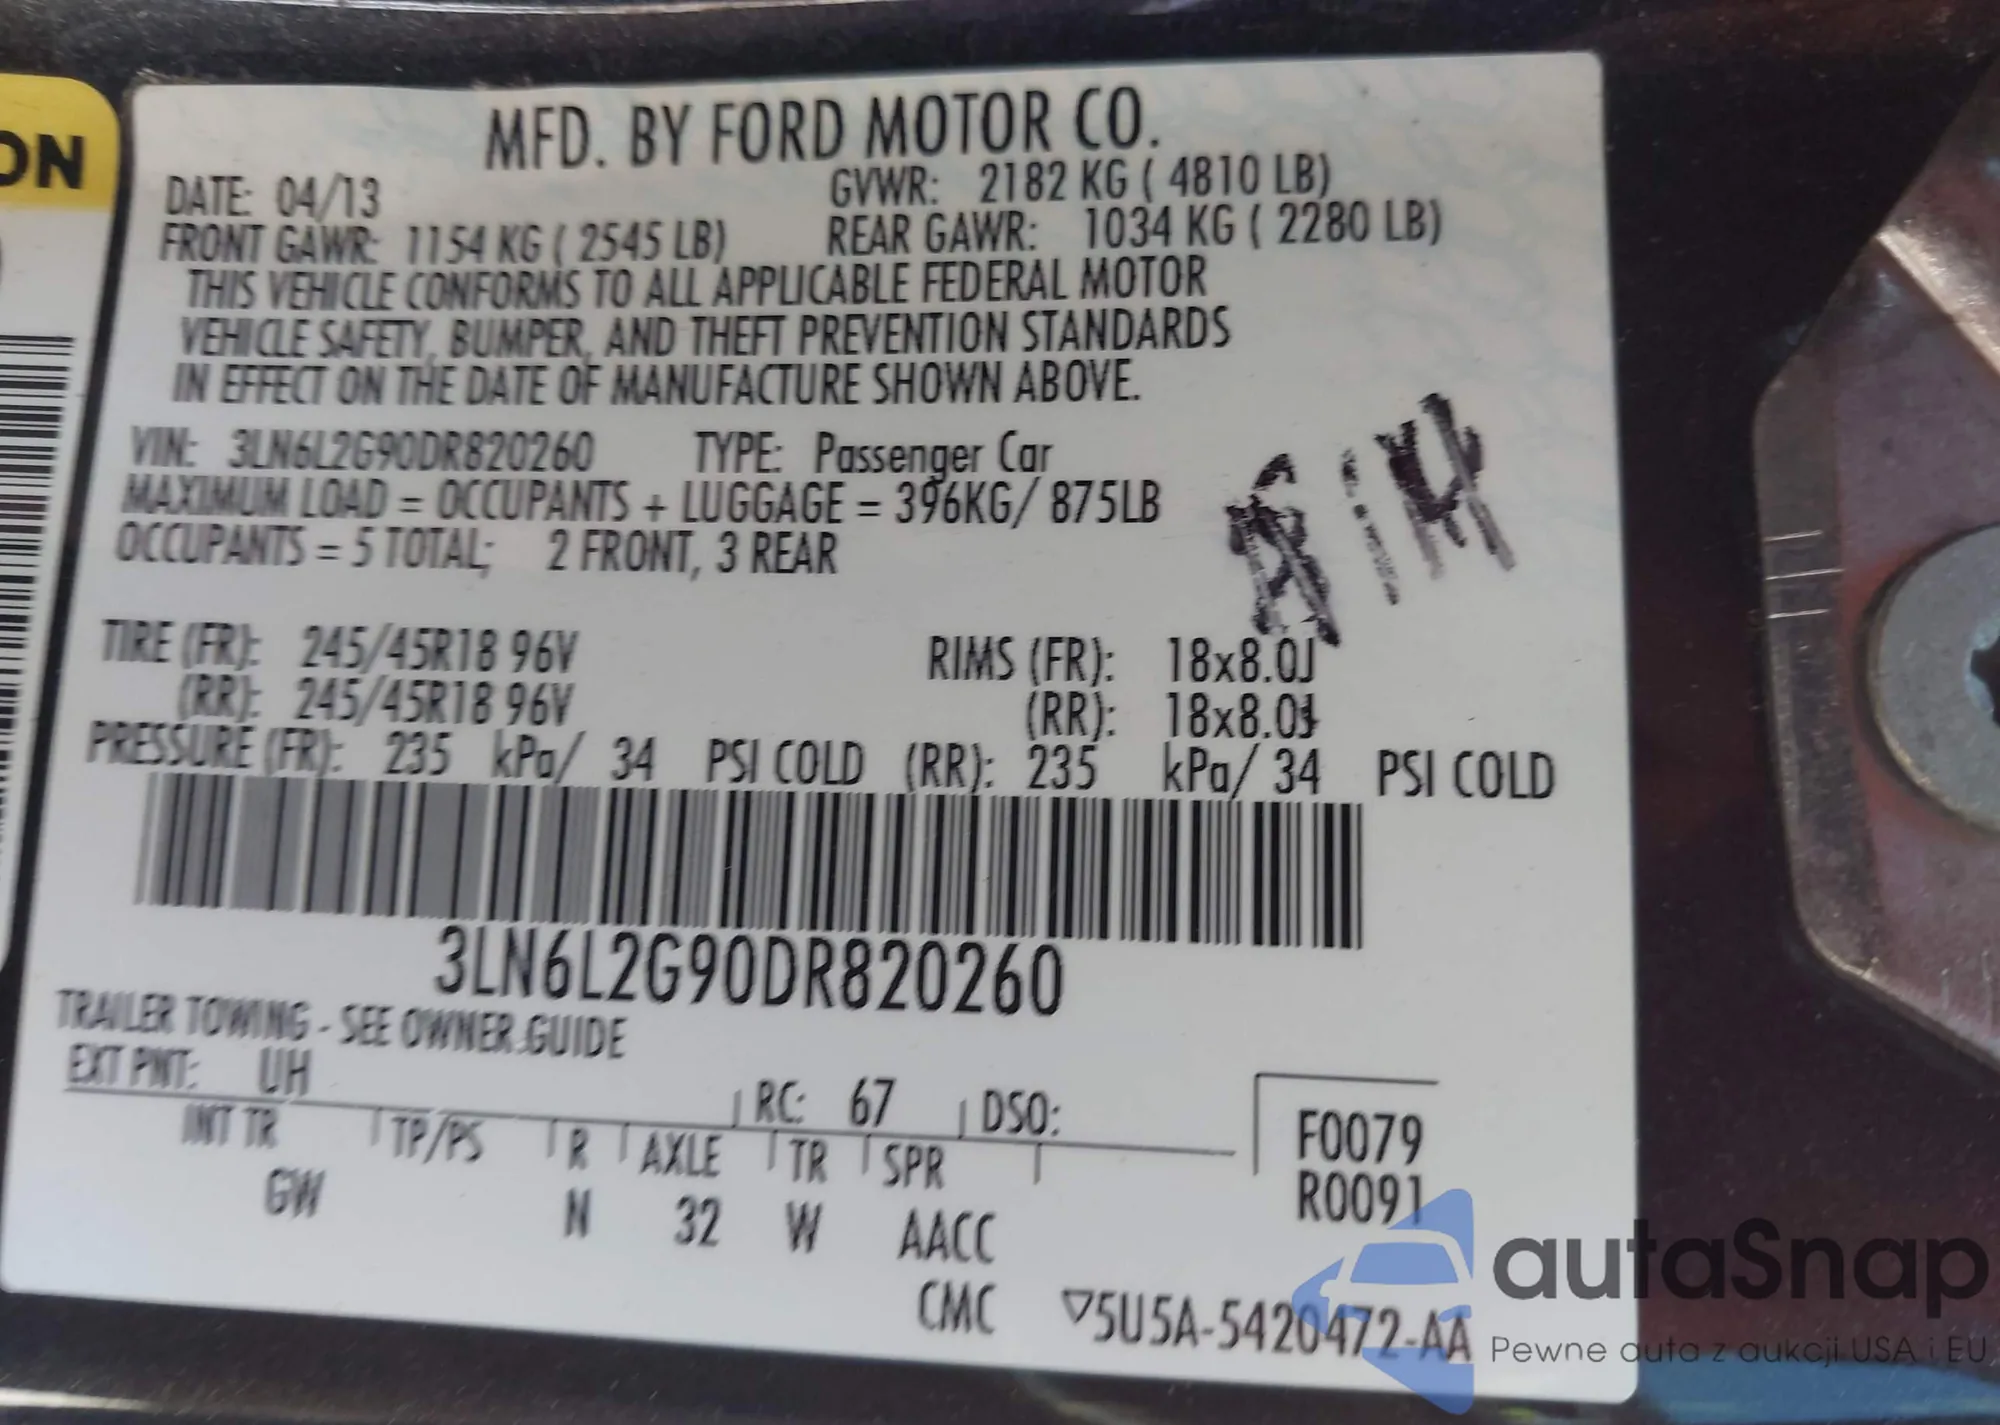 ON
MFD. BY FORD MOTOR CO.
DATE: 04/13 GVWR: 2182 KG ( 4810 LB)
FRONT GAWR: 1154 KG ( 2545 LB) REAR GAWR: 1034 KG ( 2280 LB)
THIS VEHICLE CONFORMS TO ALL APPLICABLE FEDERAL MOTOR
VEHICLE SAFETY, BUMPER, AND THEFT PREVENTION STANDARDS
IN EFFECT ON THE DATE OF MANUFACTURE SHOWN ABOVE.
VIN: 3LN6L2G90DR820260 TYPE: Passenger Car
MAXIMUM LOAD = OCCUPANTS + LUGGAGE = 396KG/ 875LB
OCCUPANTS = 5 TOTAL; 2 FRONT, 3 REAR
TIRE (FR): 245/45R18 96V RIMS (FR): 18x8.0J
(RR): 245/45R18 96V (RR): 18x8.0J
PRESSURE (FR): 235 kPa/ 34 PSI COLD (RR): 235 kPa/ 34 PSI COLD
3LN6L2G90DR820260
TRAILER TOWING - SEE OWNER GUIDE
EXT PNT: UH RC: 67 DSO:
INT TR TP/PS R AXLE TR SPR
GW N 32 W AACC
F0079
R0091
CMC ▽5U5A-5420472-AA
autaSnap
Pewne auta z aukcji USA i EU